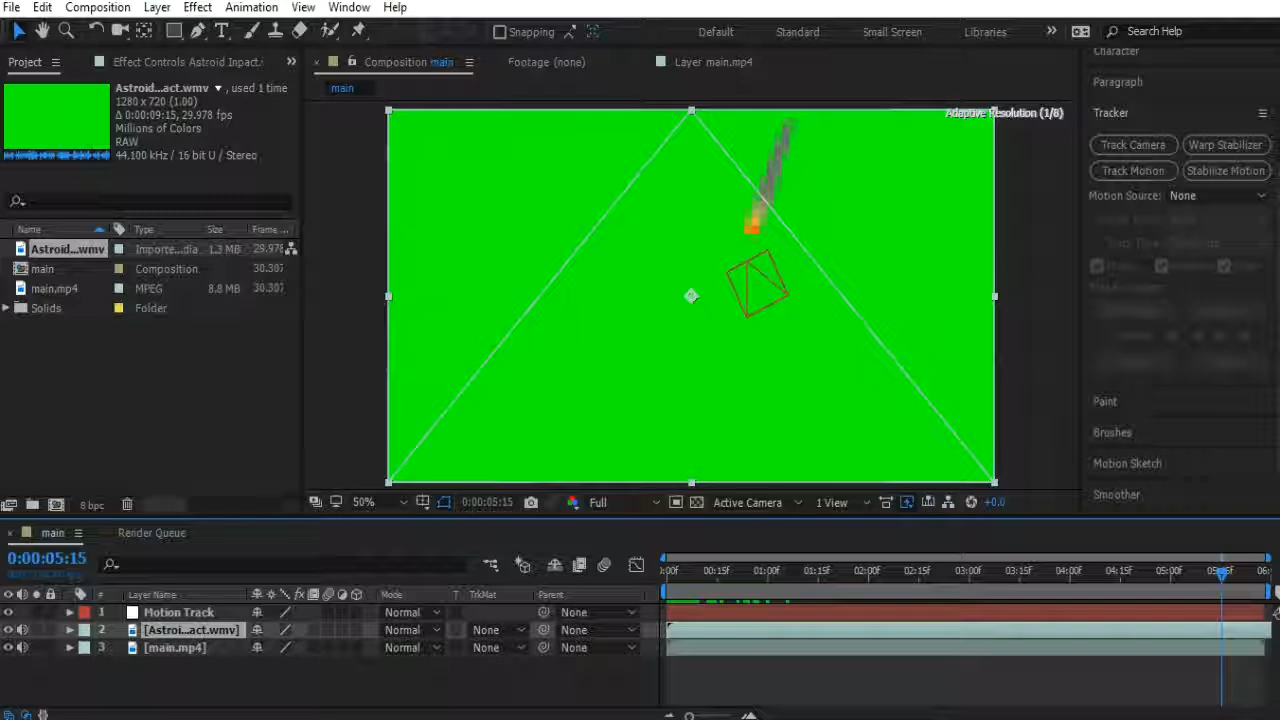 File Edit Composition Layer Effect Animation View Window Help
Snapping Default Standard Small Screen Libraries Search Help
Project Effect Controls Astroid Inpact. Composition main Footage (none) Layer main.mp4
Character
Astroid...act.wmv , used 1 time
1280 x 720 (1.00)
Δ 0:00:09:15, 29.978 fps
Millions of Colors
RAW
44.100 kHz / 16 bit U / Stereo
main
Adaptive Resolution (1/8)
Paragraph
Tracker
Track Camera Warp Stabilizer
Track Motion Stabilize Motion
Motion Source: None
Name Type Size Frame...
Astroid...wmv Importe...dia 1.3 MB 29.978
main Composition 30.307
main.mp4 MPEG 8.8 MB 30.307
Solids Folder
Paint
Brushes
Motion Sketch
Smoother
8 bpc
50% 0:00:05:15 Full Active Camera 1 View +0.0
main Render Queue
0:00:05:15
:00f 00:15f 01:00f 01:15f 02:00f 02:15f 03:00f 03:15f 04:00f 04:15f 05:00f 06:
# Layer Name Mode T TrkMat Parent
1 Motion Track Normal None
2 [Astroi...act.wmv] Normal None None
3 [main.mp4] Normal None None